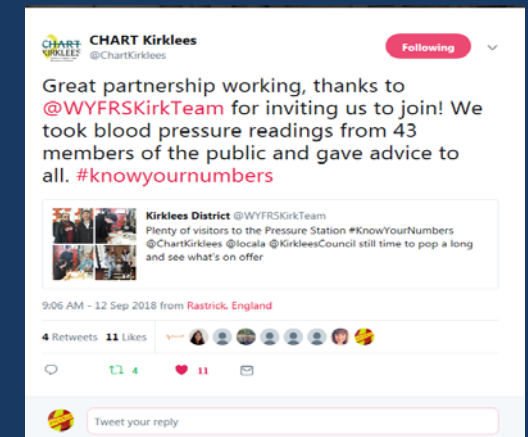 CHART
KIRKLEES
CHART Kirklees
@ChartKirklees
Following
Great partnership working, thanks to
@WYFRSKirkTeam for inviting us to join! We
took blood pressure readings from 43
members of the public and gave advice to
all. #knowyournumbers
Kirklees District @WYFRSKirkTeam
Plenty of visitors to the Pressure Station #KnowYourNumbers
@ChartKirklees @locala @KirkleesCouncil still time to pop a long
and see what's on offer
9:06 AM - 12 Sep 2018 from Rastrick, England
4 Retweets 11 Likes
4 11
Tweet your reply